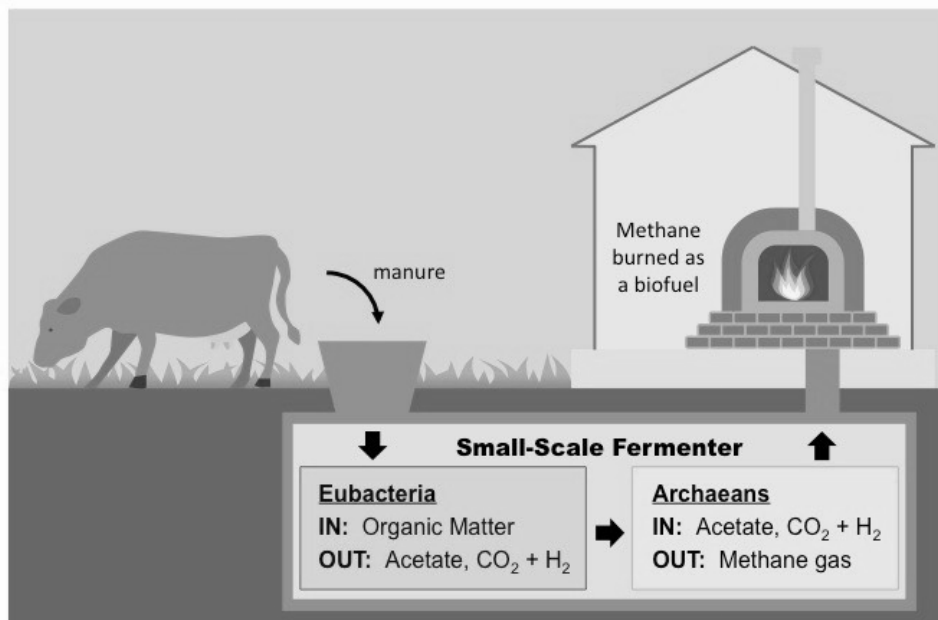 manure
Methane
burned as
a biofuel
Small-Scale Fermenter
Eubacteria
IN: Organic Matter
OUT: Acetate, CO₂ + H₂
Archaeans
IN: Acetate, CO₂ + H₂
OUT: Methane gas